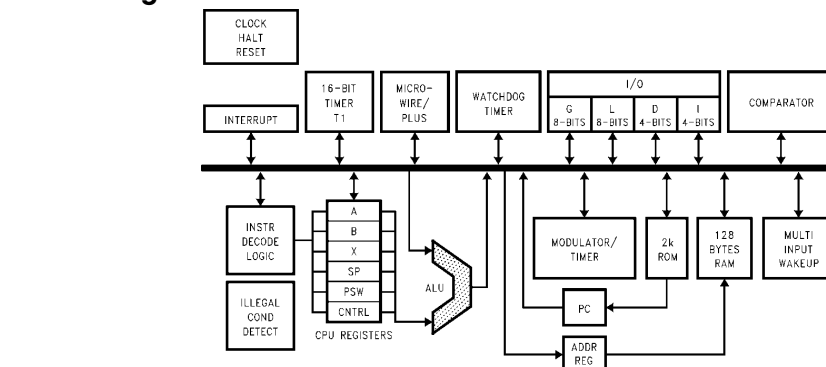 CLOCK
HALT
RESET
INTERRUPT
16-BIT
TIMER
T1
MICRO-
WIRE/
PLUS
WATCHDOG
TIMER
I/O
G
8-BITS
L
8-BITS
D
4-BITS
I
4-BITS
COMPARATOR
INSTR
DECODE
LOGIC
ILLEGAL
COND
DETECT
A
B
X
SP
PSW
CNTRL
CPU REGISTERS
ALU
MODULATOR/
TIMER
2k
ROM
128
BYTES
RAM
MULTI
INPUT
WAKEUP
PC
ADDR
REG